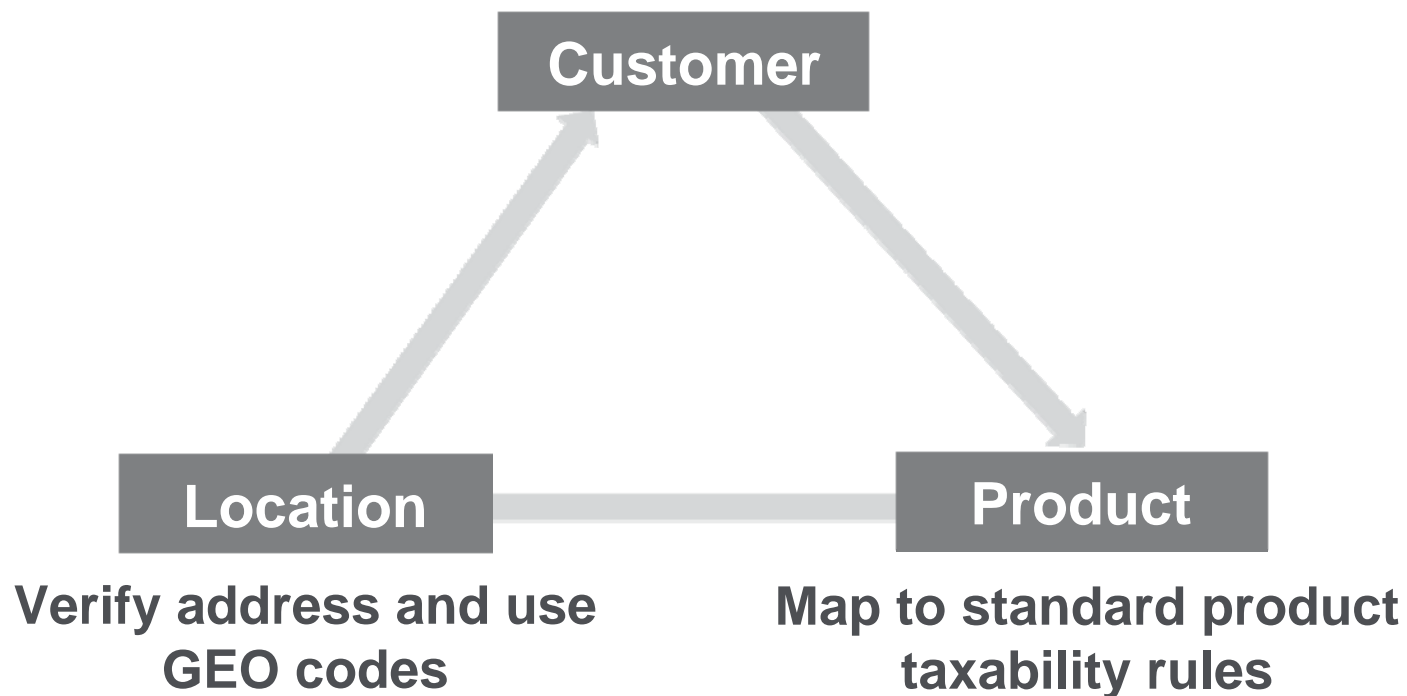 Customer
Location
Product
Verify address and use
GEO codes
Map to standard product
taxability rules